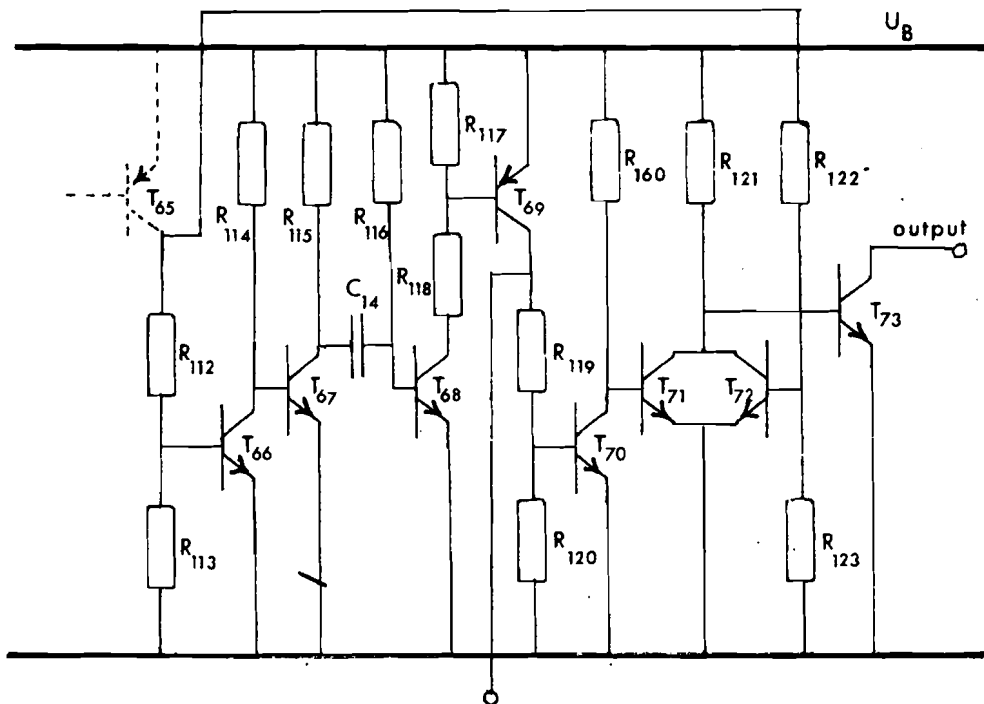 U_B
R_117
T_65
R_114
R_115
R_116
T_69
R_160
R_121
R_122
output
R_118
C_14
T_73
R_112
R_119
T_67
T_68
T_71
T_72
T_66
T_70
R_113
R_120
R_123